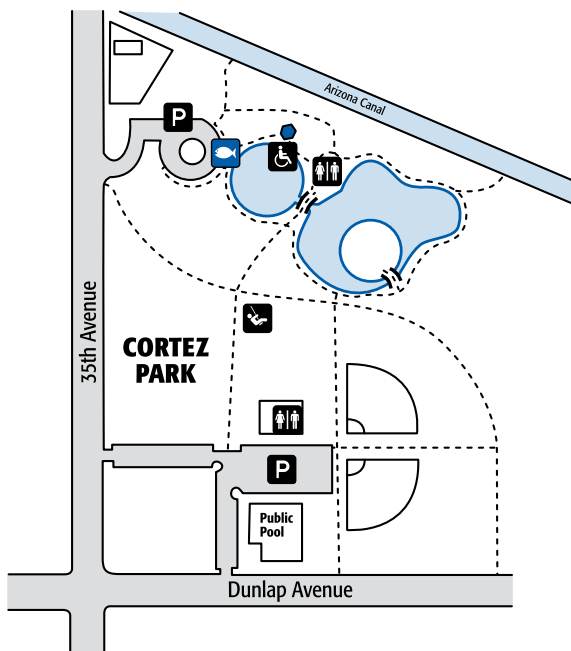 P
Arizona Canal
35th Avenue
CORTEZ
PARK
P
Public
Pool
Dunlap Avenue